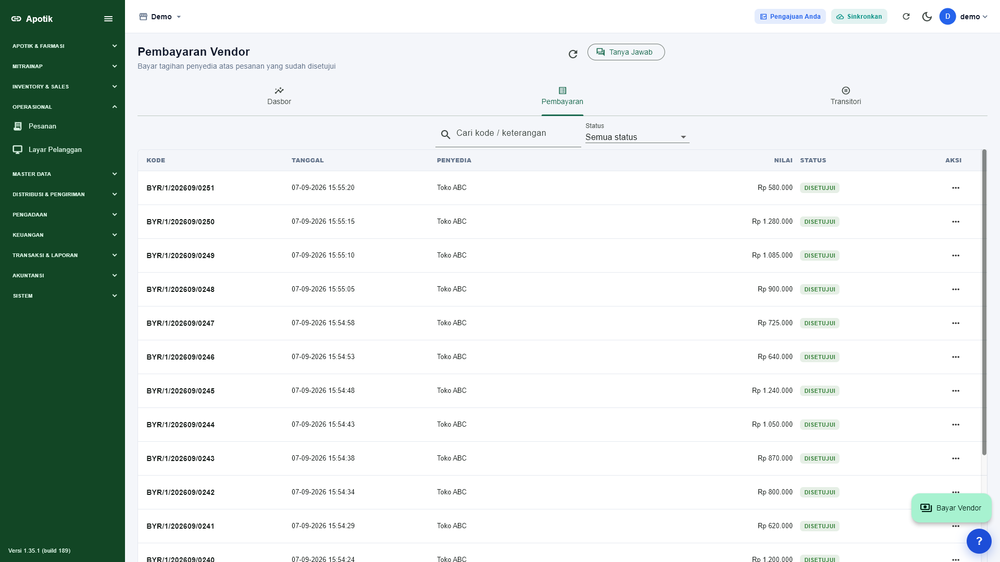 Apotik
Demo
Pengajuan Anda
Sinkronkan
D
demo
APOTIK & FARMASI
MITRAINAP
INVENTORY & SALES
OPERASIONAL
Pesanan
Layar Pelanggan
MASTER DATA
DISTRIBUSI & PENGIRIMAN
PENGADAAN
KEUANGAN
TRANSAKSI & LAPORAN
AKUNTANSI
SISTEM
Versi 1.35.1 (build 189)
Pembayaran Vendor
Bayar tagihan penyedia atas pesanan yang sudah disetujui
Tanya Jawab
Dasbor
Pembayaran
Transitori
Cari kode / keterangan
Status
Semua status
KODE TANGGAL PENYEDIA NILAI STATUS AKSI
BYR/1/202609/0251 07-09-2026 15:55:20 Toko ABC Rp 580.000 DISETUJUI
BYR/1/202609/0250 07-09-2026 15:55:15 Toko ABC Rp 1.280.000 DISETUJUI
BYR/1/202609/0249 07-09-2026 15:55:10 Toko ABC Rp 1.085.000 DISETUJUI
BYR/1/202609/0248 07-09-2026 15:55:05 Toko ABC Rp 900.000 DISETUJUI
BYR/1/202609/0247 07-09-2026 15:54:58 Toko ABC Rp 725.000 DISETUJUI
BYR/1/202609/0246 07-09-2026 15:54:53 Toko ABC Rp 640.000 DISETUJUI
BYR/1/202609/0245 07-09-2026 15:54:48 Toko ABC Rp 1.240.000 DISETUJUI
BYR/1/202609/0244 07-09-2026 15:54:43 Toko ABC Rp 1.050.000 DISETUJUI
BYR/1/202609/0243 07-09-2026 15:54:38 Toko ABC Rp 870.000 DISETUJUI
BYR/1/202609/0242 07-09-2026 15:54:34 Toko ABC Rp 800.000 DISETUJUI
BYR/1/202609/0241 07-09-2026 15:54:29 Toko ABC Rp 620.000 DISETUJUI
BYR/1/202609/0240 07-09-2026 15:54:24 Toko ABC Rp 1.200.000 DISETUJUI
Bayar Vendor
?